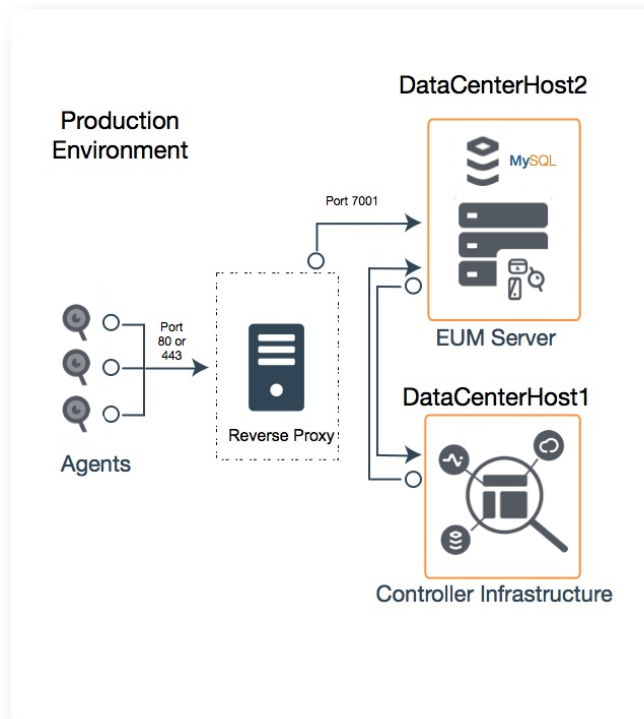 DataCenterHost2
Production
Environment
MySQL
Port 7001
Port
80 or
443
EUM Server
DataCenterHost1
Reverse Proxy
Agents
Controller Infrastructure